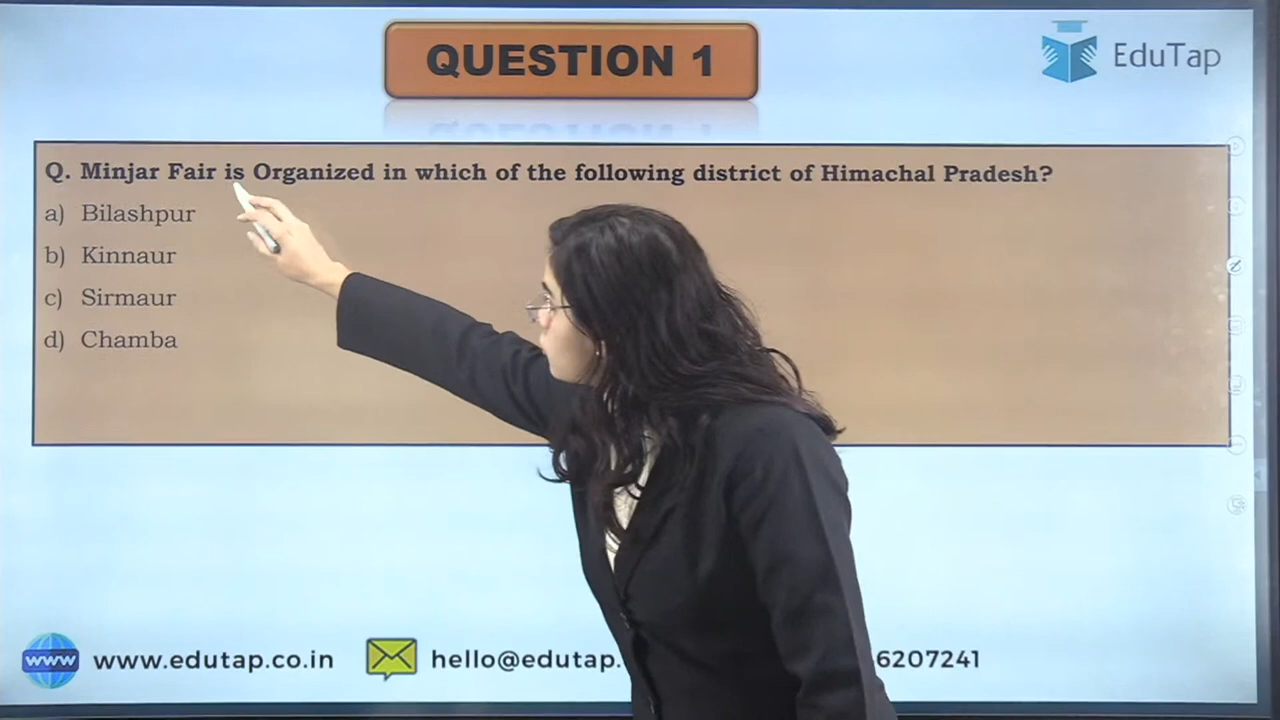 QUESTION 1
EduTap
Q. Minjar Fair is Organized in which of the following district of Himachal Pradesh?
a) Bilashpur
b) Kinnaur
c) Sirmaur
d) Chamba
www
www.edutap.co.in
hello@edutap.
6207241